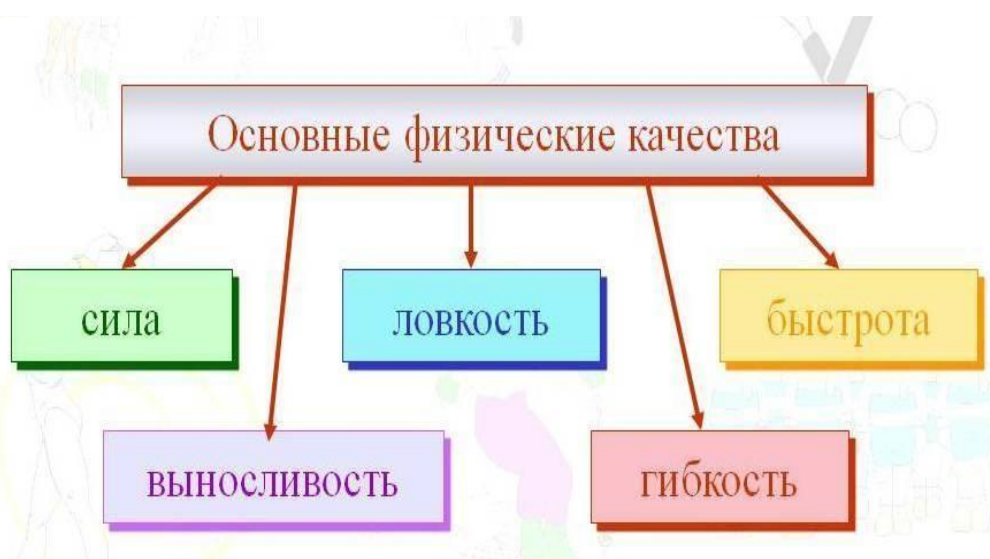 Основные физические качества
сила
ловкость
быстрота
выносливость
гибкость